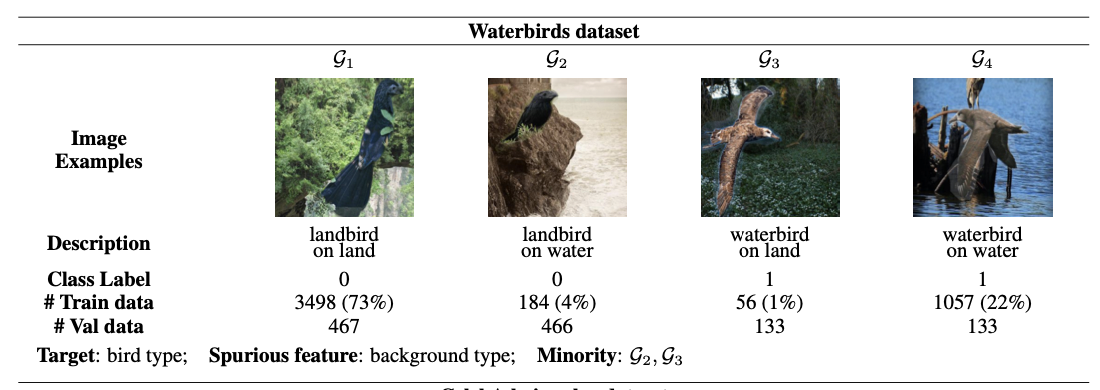 Waterbirds dataset
𝒢₁ 𝒢₂ 𝒢₃ 𝒢₄
Image
Examples
Description landbird on land landbird on water waterbird on land waterbird on water
Class Label 0 0 1 1
# Train data 3498 (73%) 184 (4%) 56 (1%) 1057 (22%)
# Val data 467 466 133 133
Target: bird type; Spurious feature: background type; Minority: 𝒢₂, 𝒢₃